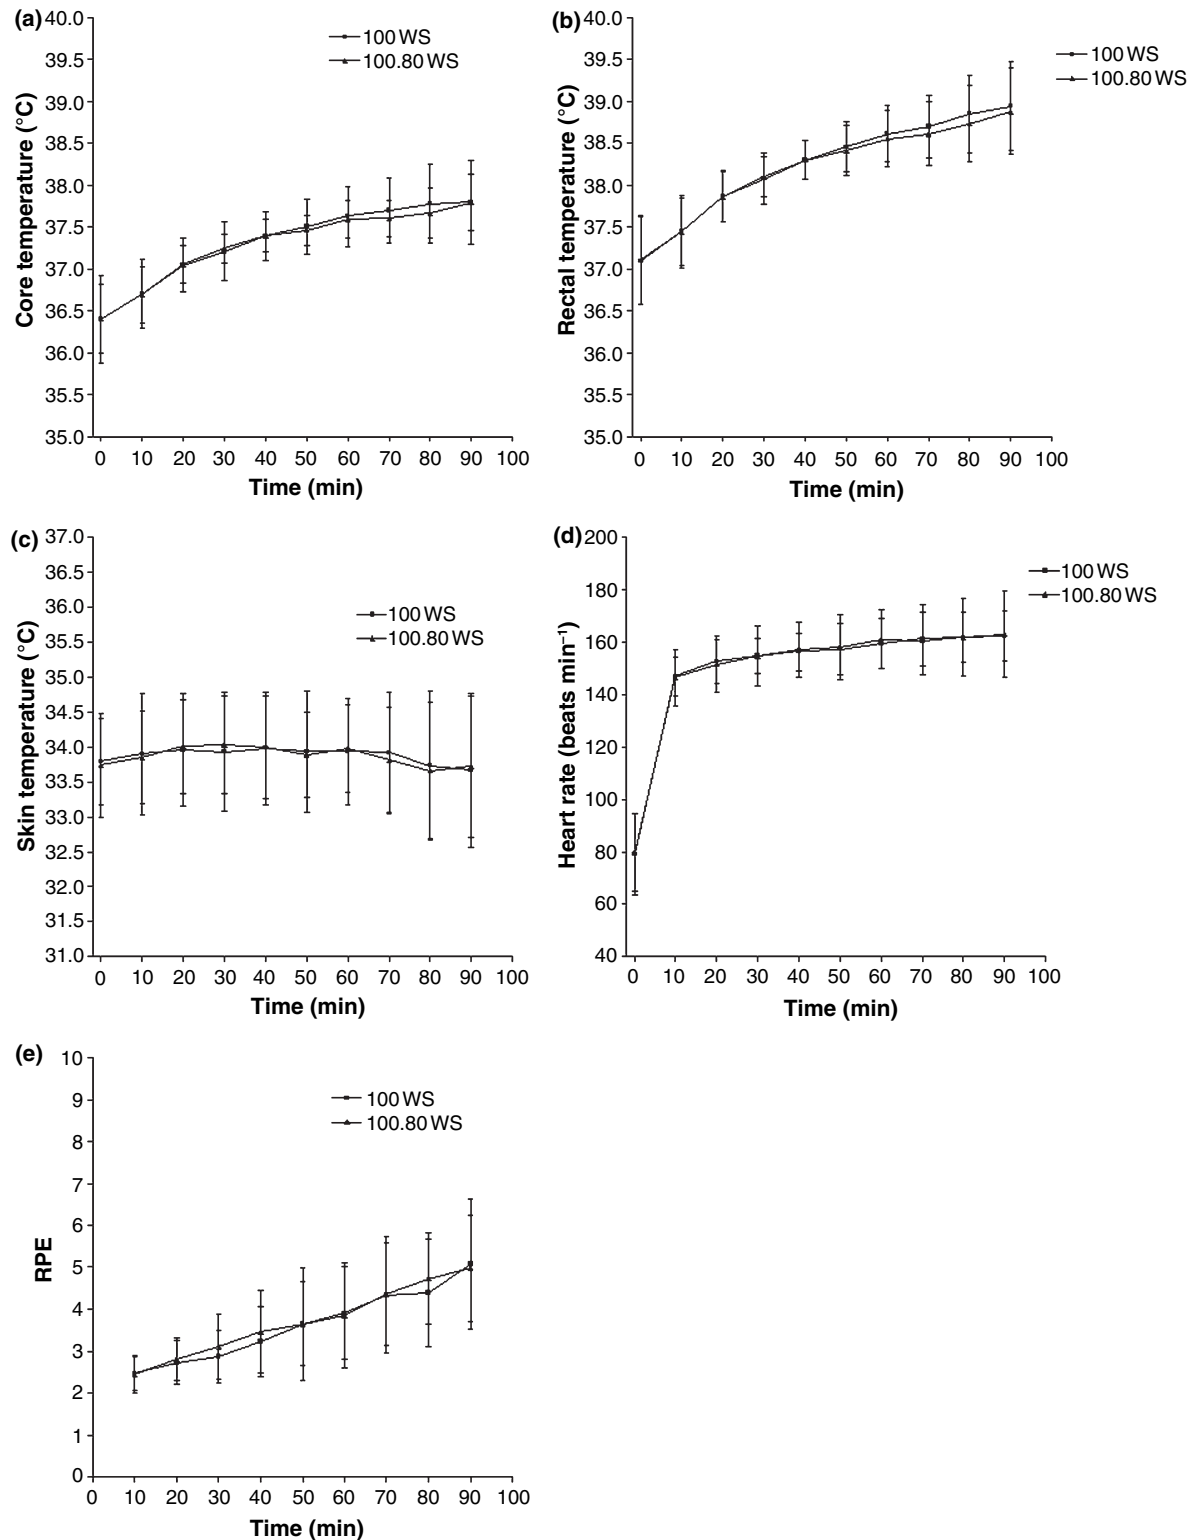 (a)
40.0
39.5
39.0
38.5
38.0
37.5
37.0
36.5
36.0
35.5
35.0
Core temperature (°C)
100 WS
100.80 WS
0 10 20 30 40 50 60 70 80 90 100
Time (min)
(b)
40.0
39.5
39.0
38.5
38.0
37.5
37.0
36.5
36.0
35.5
35.0
Rectal temperature (°C)
100 WS
100.80 WS
0 10 20 30 40 50 60 70 80 90 100
Time (min)
(c)
37.0
36.5
36.0
35.5
35.0
34.5
34.0
33.5
33.0
32.5
32.0
31.5
31.0
Skin temperature (°C)
100 WS
100.80 WS
0 10 20 30 40 50 60 70 80 90 100
Time (min)
(d)
200
180
160
140
120
100
80
60
40
Heart rate (beats min⁻¹)
100 WS
100.80 WS
0 10 20 30 40 50 60 70 80 90 100
Time (min)
(e)
10
9
8
7
6
5
4
3
2
1
0
RPE
100 WS
100.80 WS
0 10 20 30 40 50 60 70 80 90 100
Time (min)